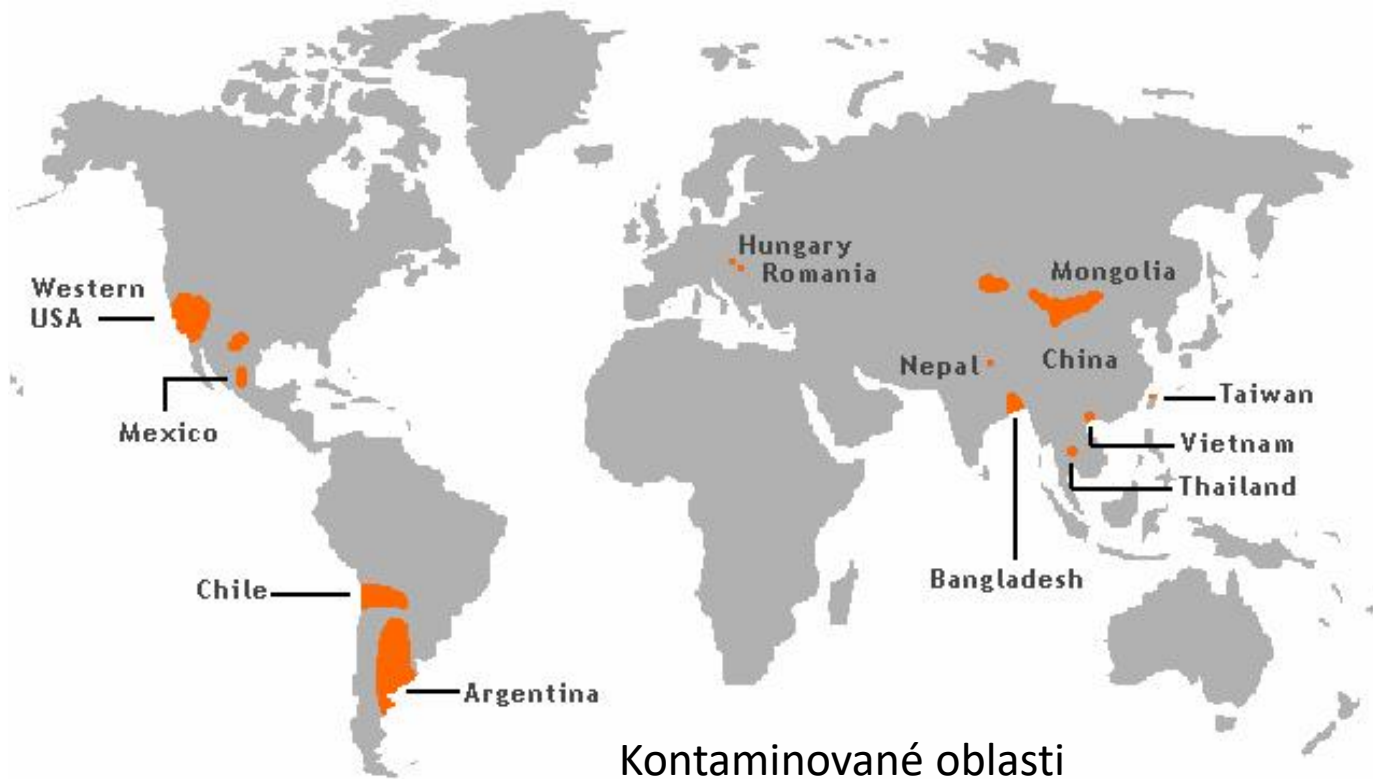 Hungary
Romania
Mongolia
Western
USA
Nepal
China
Taiwan
Mexico
Vietnam
Thailand
Bangladesh
Chile
Argentina
Kontaminované oblasti